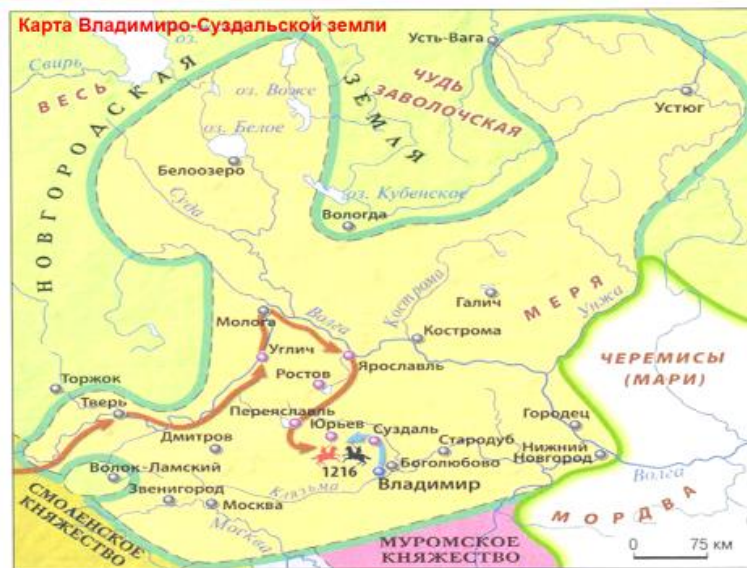 Карта Владимиро-Суздальской земли
оз.
Свирь
ВЕСЬ
НОВГОРОДСКАЯ
ЗЕМЛЯ
оз. Воже
оз. Белое
Белоозеро
Усть-Вага
ЧУДЬ
ЗАВОЛОЧСКАЯ
Устюг
Суда
оз. Кубенское
Вологда
Молога
Волга
Кострома
Галич
МЕРЯ
Унжа
Кострома
Углич
Ростов
Ярославль
ЧЕРЕМИСЫ
(МАРИ)
Торжок
Тверь
Переяславль
Юрьев
Суздаль
Стародуб
Городец
Нижний
Новгород
Дмитров
1216
Боголюбово
Владимир
Волок-Ламский
Звенигород
Москва
Клязьма
Москва
Волга
МОРДВА
СМОЛЕНСКОЕ
КНЯЖЕСТВО
МУРОМСКОЕ
КНЯЖЕСТВО
0 75 км